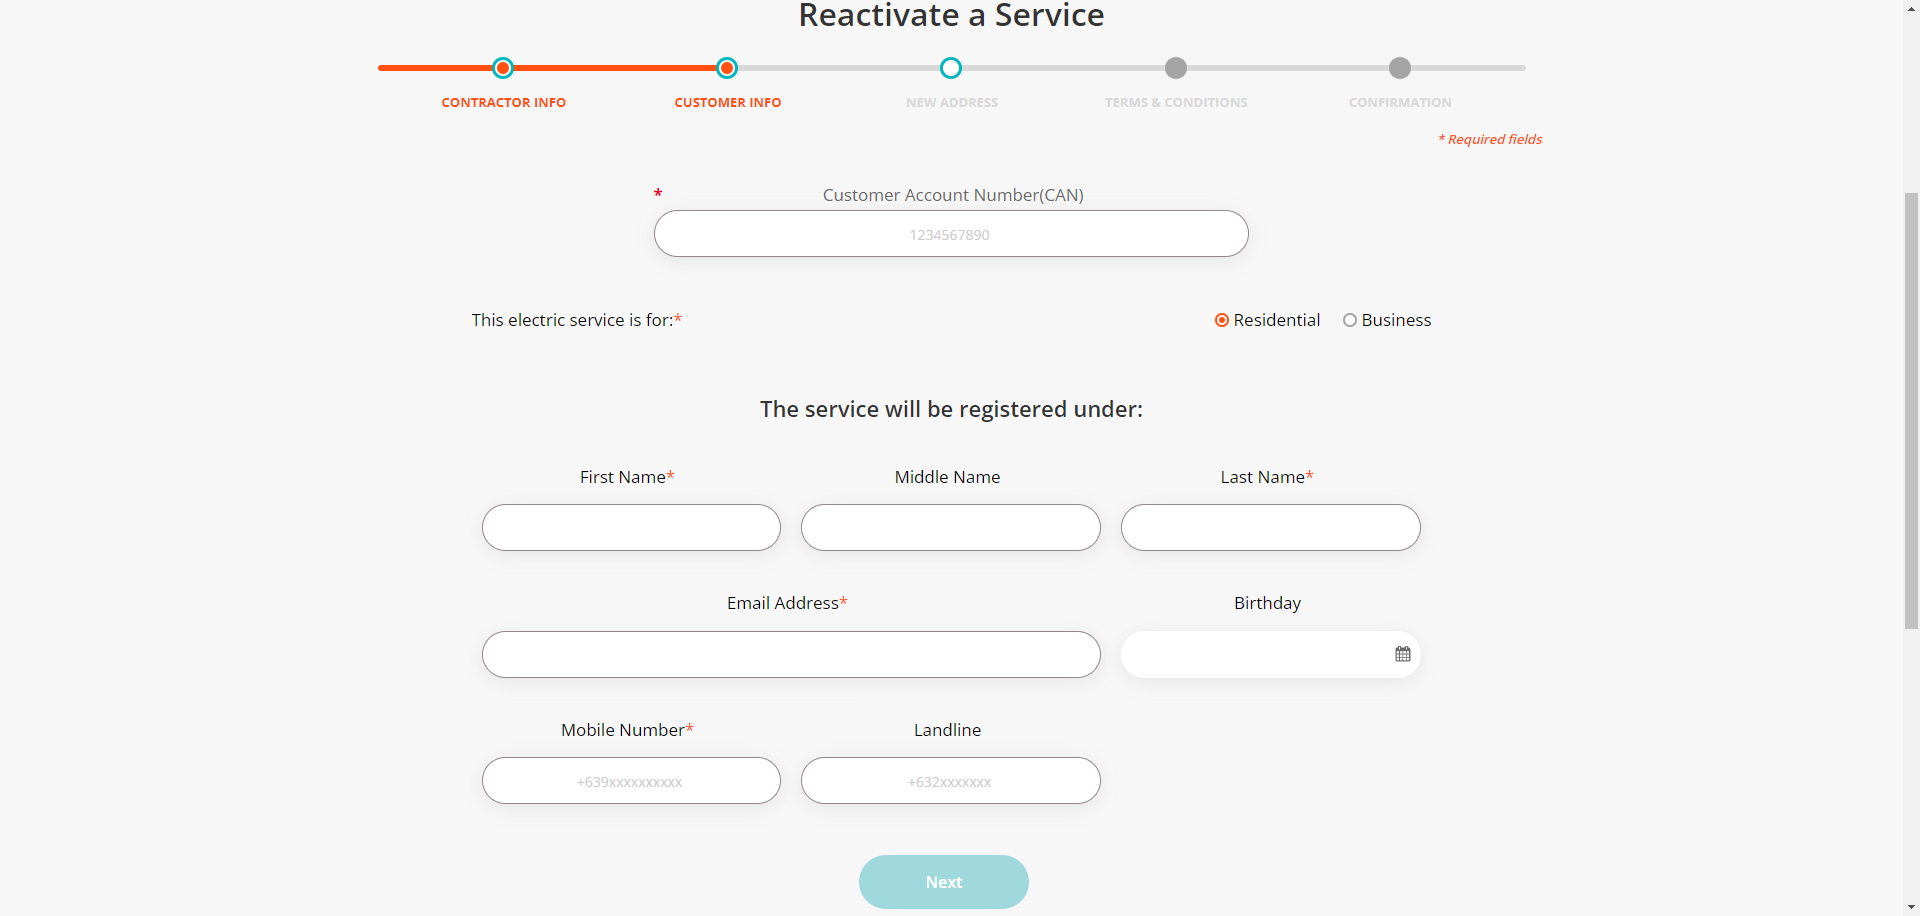 Reactivate a Service
CONTRACTOR INFO
CUSTOMER INFO
NEW ADDRESS
TERMS & CONDITIONS
CONFIRMATION
* Required fields
* Customer Account Number(CAN)
1234567890
This electric service is for:*
Residential
Business
The service will be registered under:
First Name*
Middle Name
Last Name*
Email Address*
Birthday
Mobile Number*
Landline
+639xxxxxxxxxx
+632xxxxxxx
Next